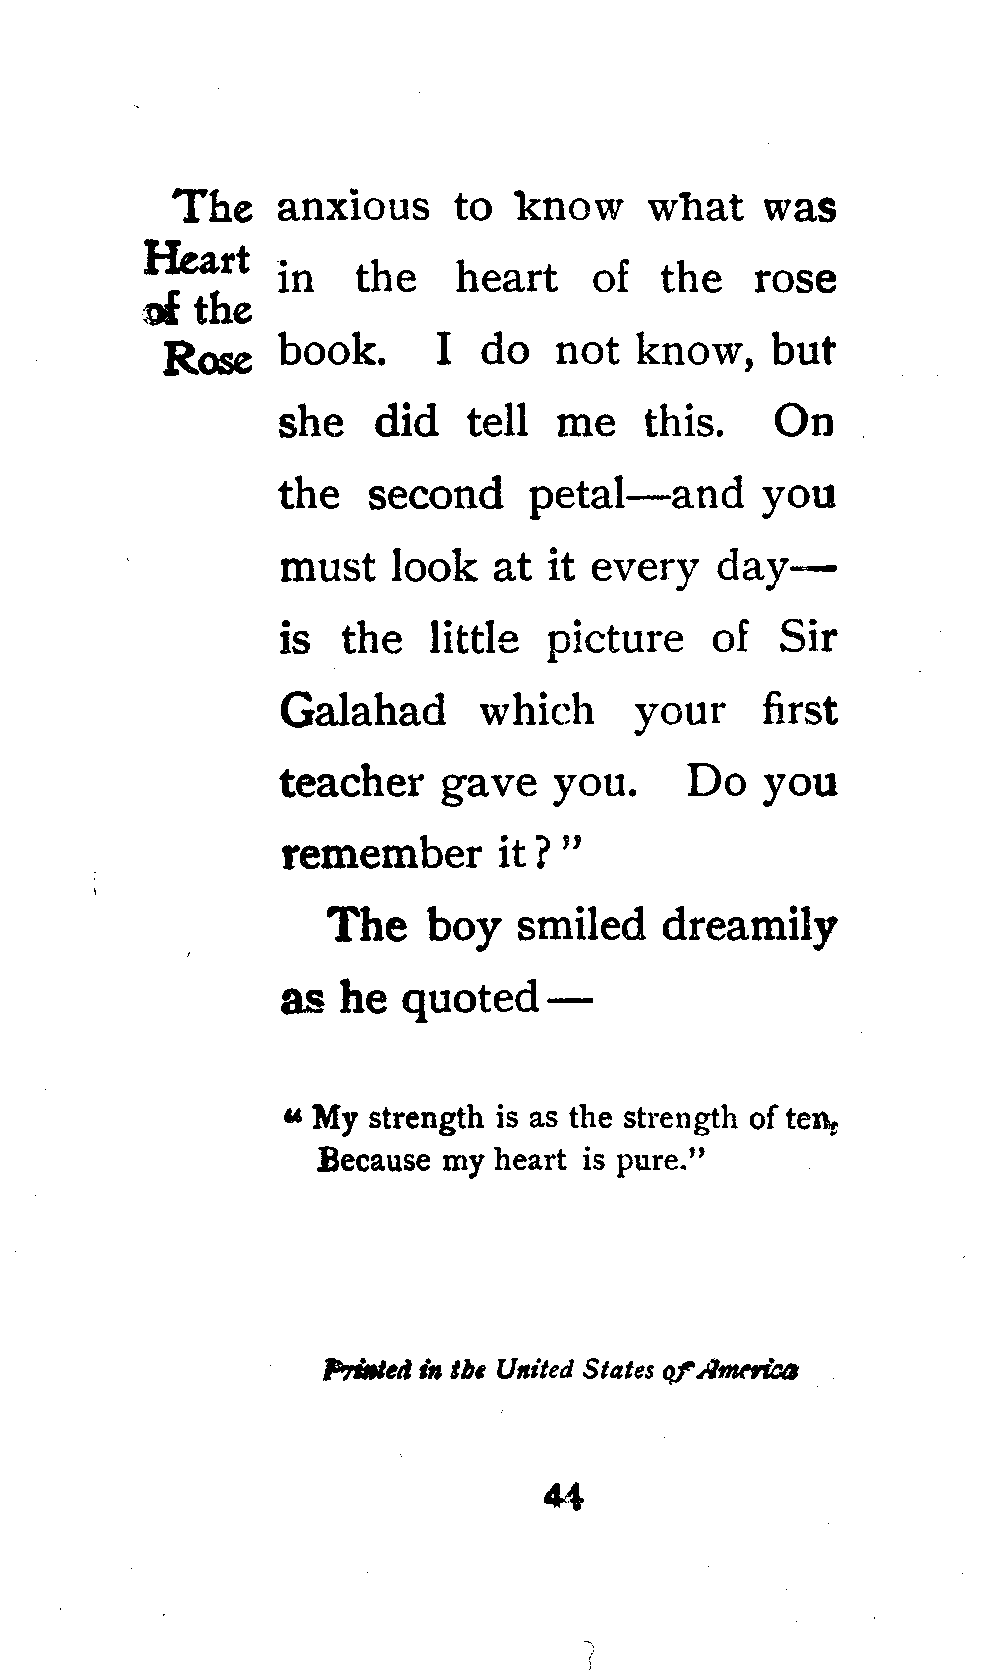 The
Heart
of the
Rose
anxious to know what was
in the heart of the rose
book. I do not know, but
she did tell me this. On
the second petal—and you
must look at it every day—
is the little picture of Sir
Galahad which your first
teacher gave you. Do you
remember it?"
The boy smiled dreamily
as he quoted—
"My strength is as the strength of ten,
Because my heart is pure."
Printed in the United States of America
44